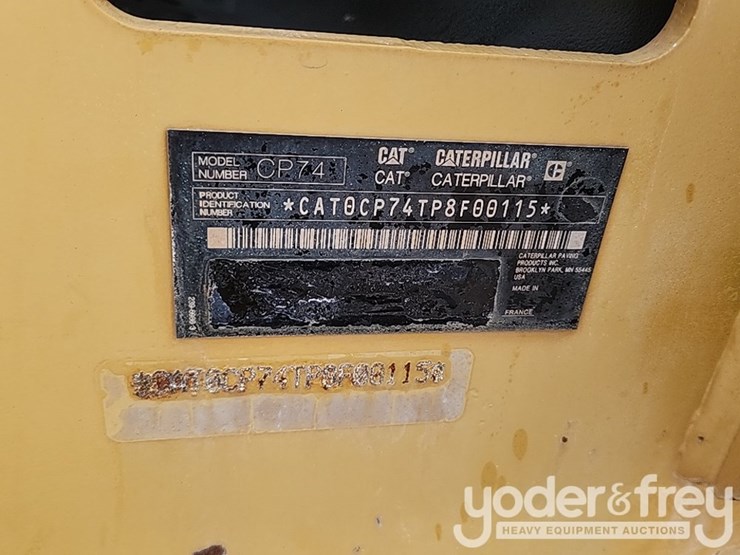 MODEL NUMBER CP74
CAT® CATERPILLAR®
CAT® CATERPILLAR®
PRODUCT IDENTIFICATION NUMBER
*CAT0CP74TP8F00115*
CATERPILLAR PAVING
PRODUCTS INC.
BROOKLYN PARK, MN 55445
USA
MADE IN
FRANCE
*CAT0CP74TP8F00115*
yoder&frey
HEAVY EQUIPMENT AUCTIONS